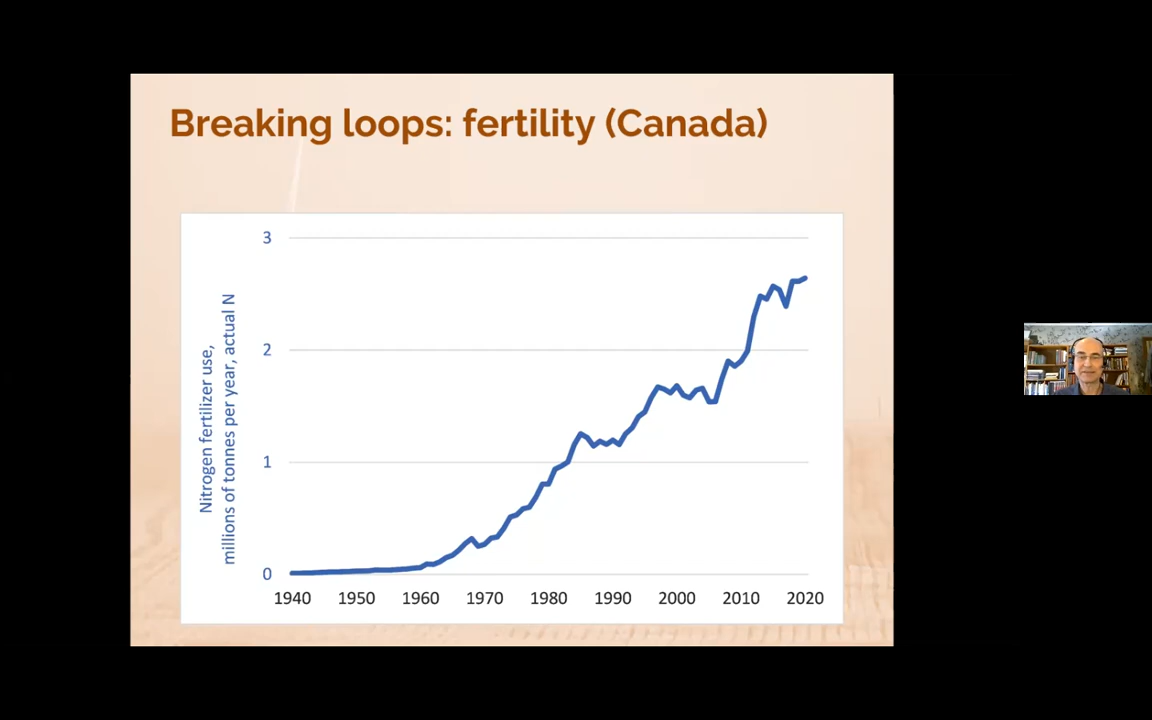 Breaking loops: fertility (Canada)
Nitrogen fertilizer use,
millions of tonnes per year, actual N
3
2
1
0
1940 1950 1960 1970 1980 1990 2000 2010 2020